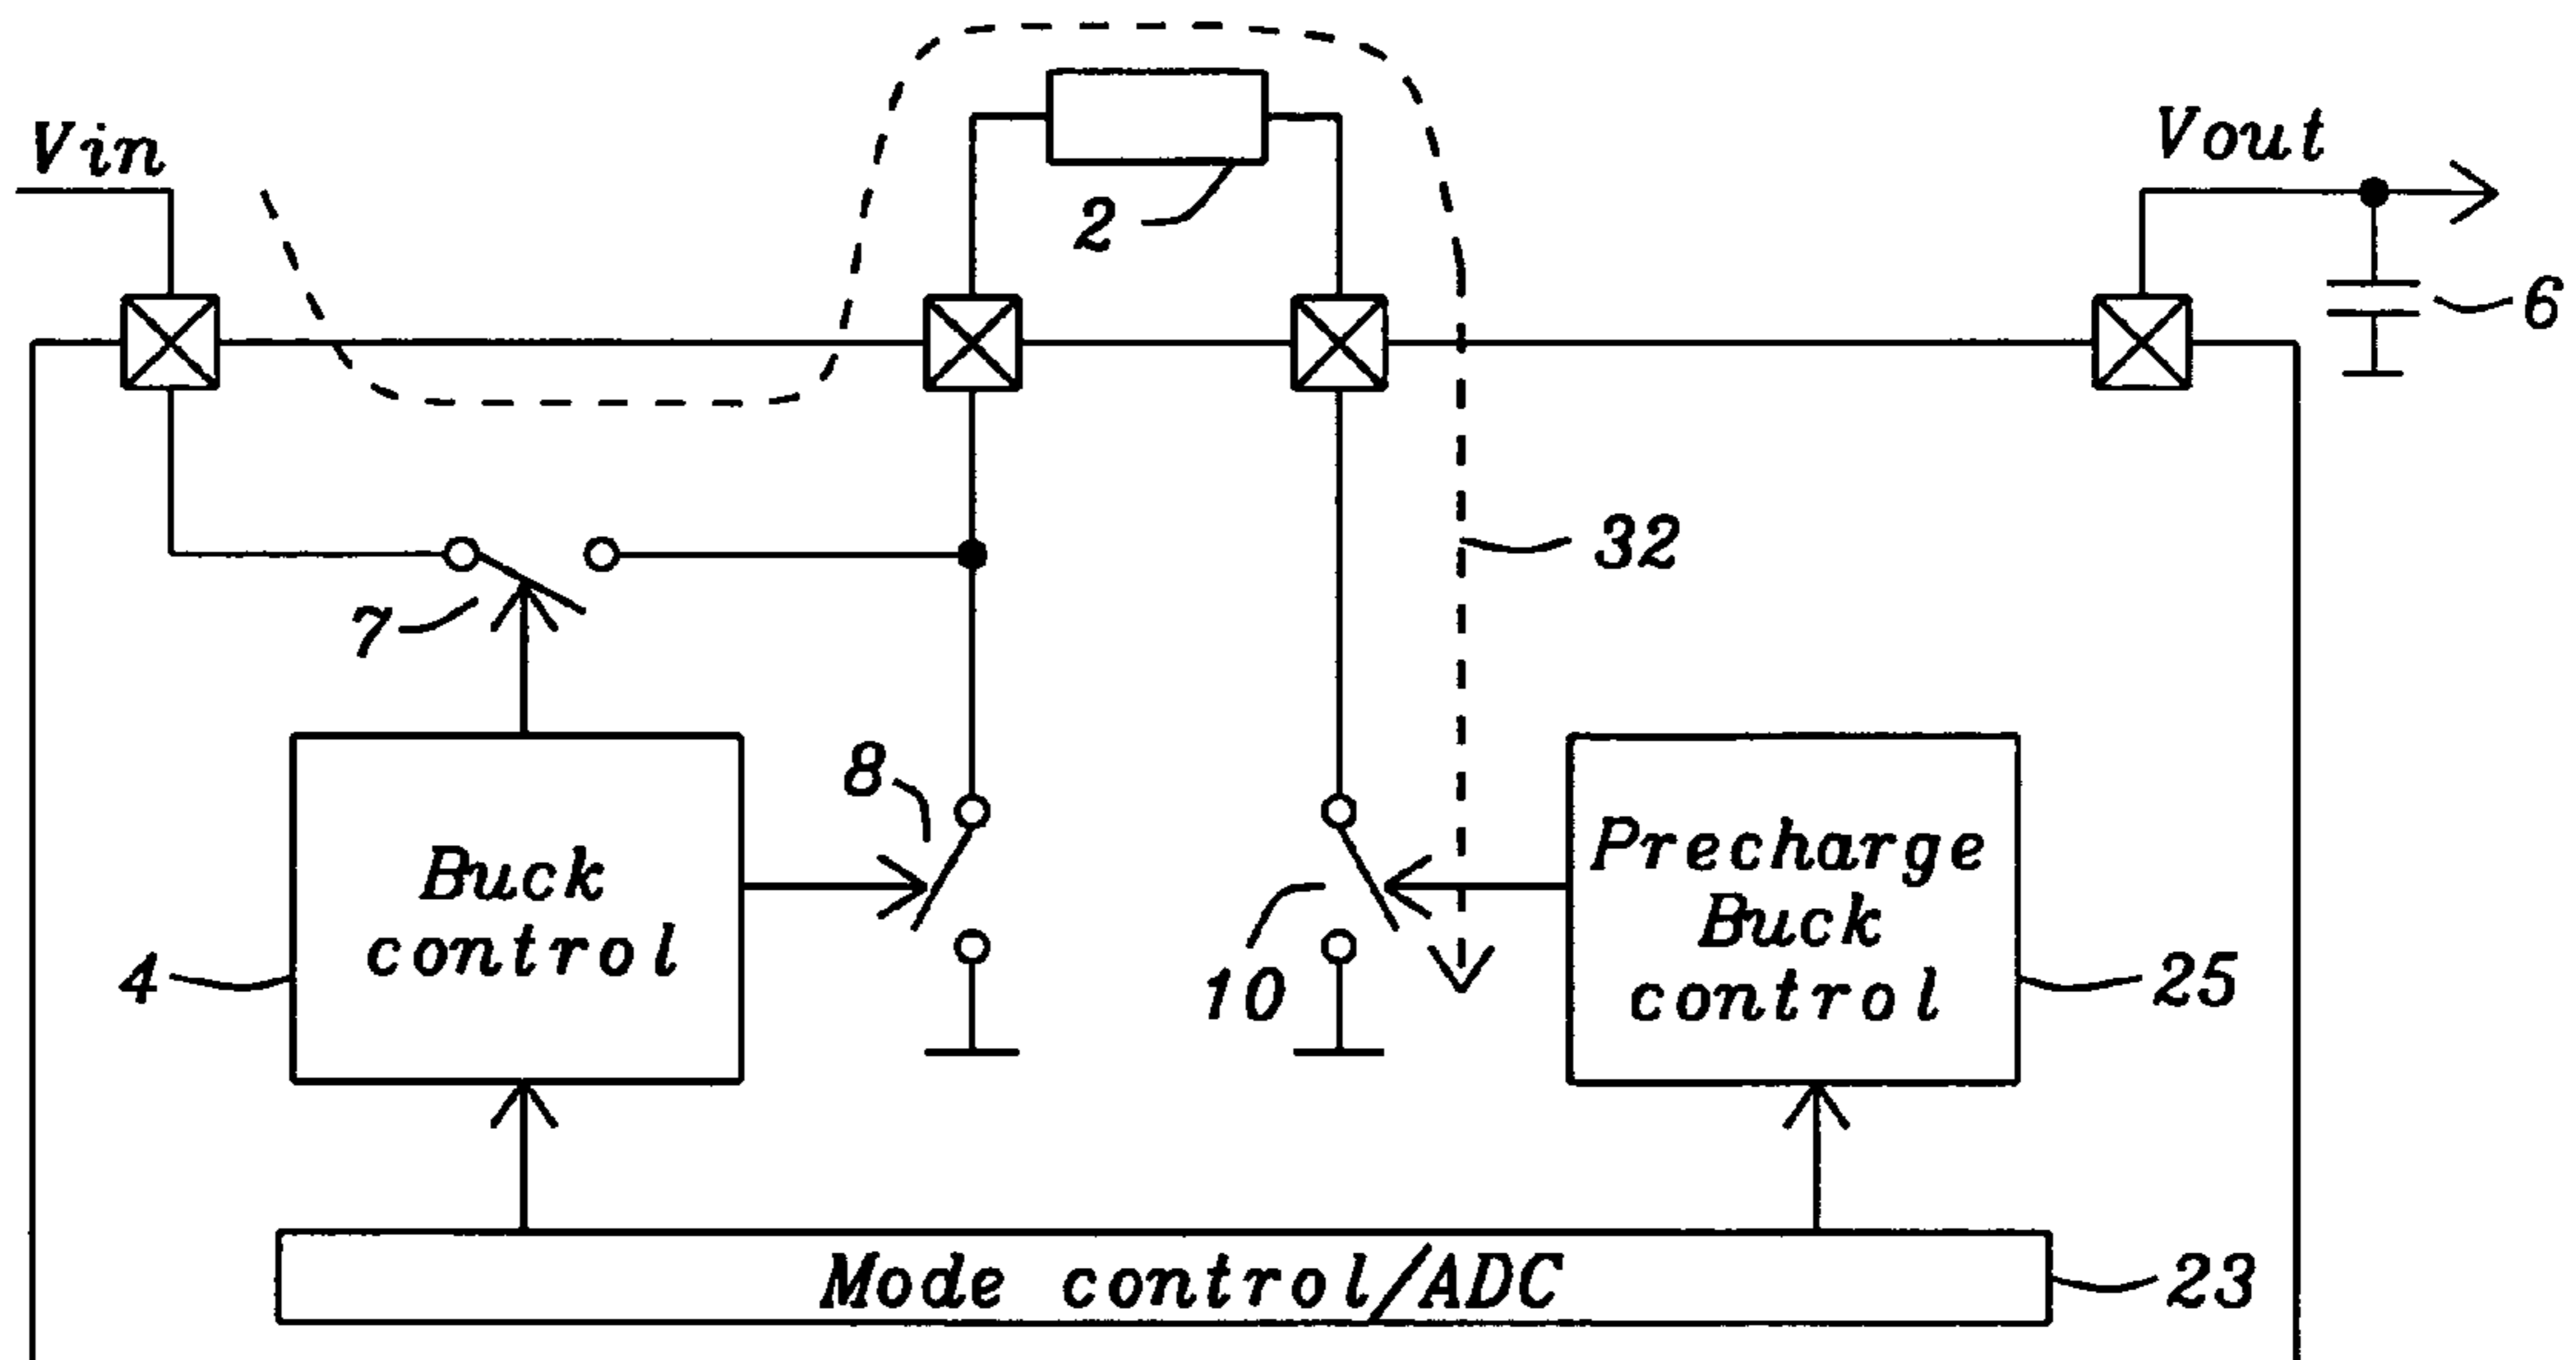 Vin
2
Vout
6
32
7
8
Buck
control
4
10
Precharge
Buck
control
25
Mode control/ADC
23